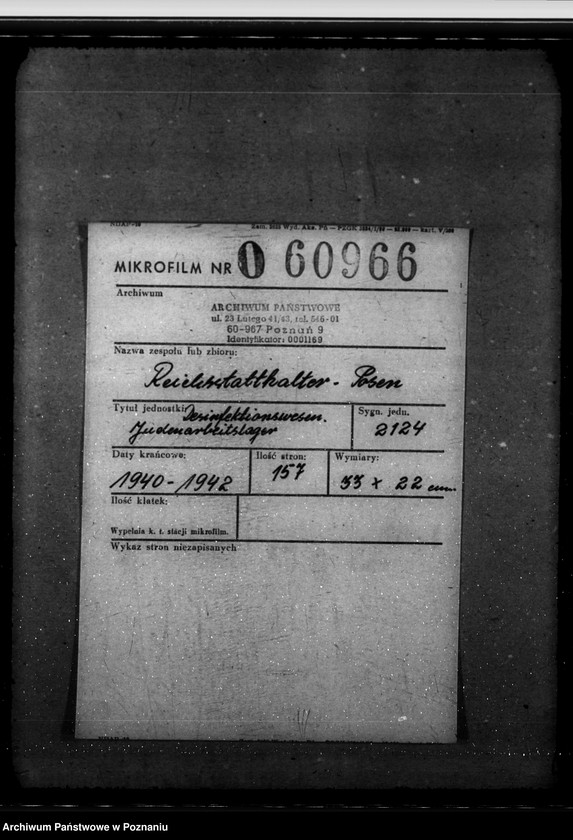 MIKROFILM NR O 60966
Archiwum
ARCHIWUM PAŃSTWOWE
ul. 23 Lutego 41/43, tel. 546-01
60-967 Poznań 9
Identyfikator: 0001169
Nazwa zespołu lub zbioru:
Reichsstatthalter - Posen
Tytuł jednostki: Desinfektionswesen.
Judenarbeitslager
Sygn. jedn.
2124
Daty krańcowe:
1940-1942
Ilość stron:
157
Wymiary:
33 x 22 cm.
Ilość klatek:
Wypełnia k. t. stacji mikrofilm.
Wykaz stron niezapisanych
Archiwum Państwowe w Poznaniu